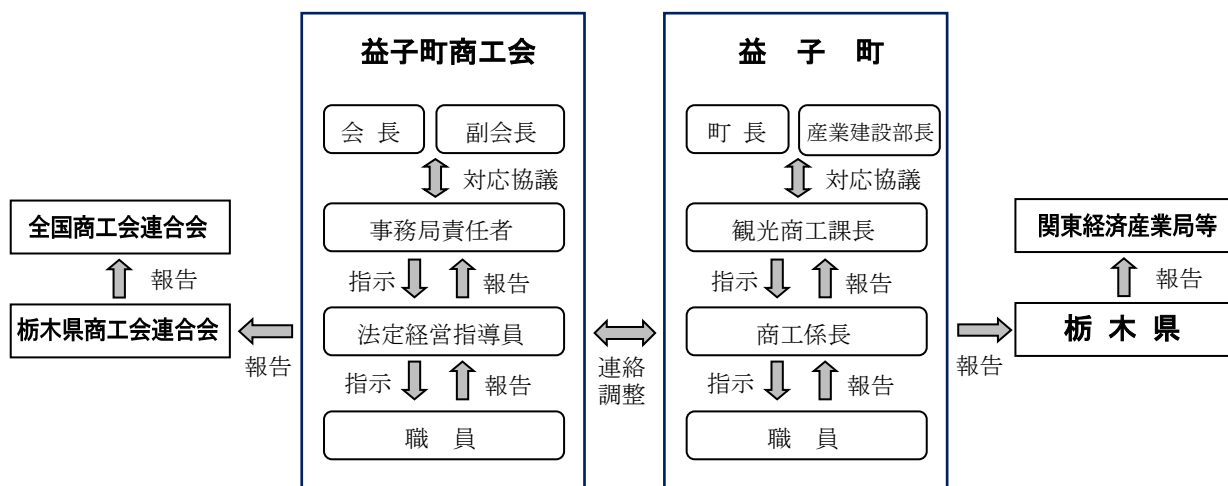 益子町商工会
益 子 町
会 長
副会長
町 長
産業建設部長
対応協議
対応協議
全国商工会連合会
事務局責任者
観光商工課長
関東経済産業局等
報告
指示
報告
指示
報告
報告
栃木県商工会連合会
法定経営指導員
商工係長
栃 木 県
報告
指示
報告
連絡
調整
指示
報告
報告
職 員
職 員